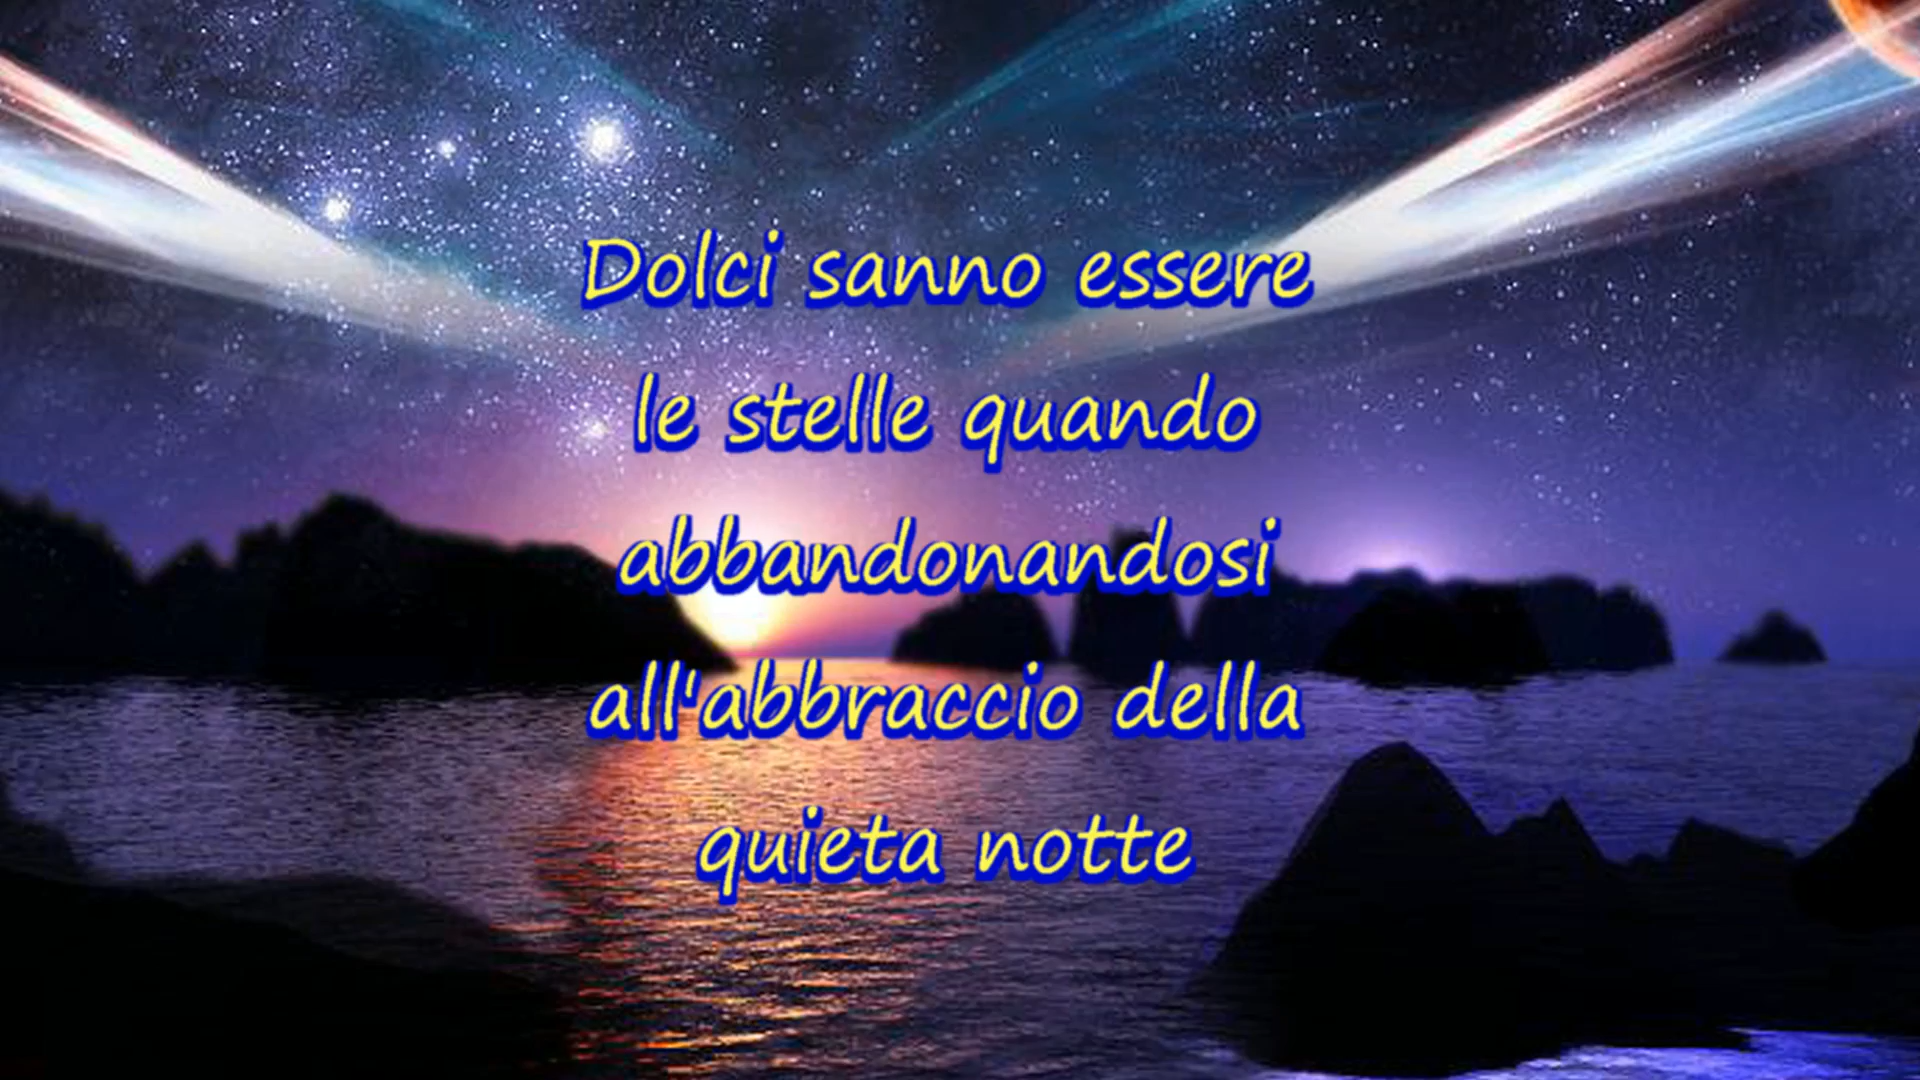 Dolci sanno essere
le stelle quando
abbandonandosi
all'abbraccio della
quieta notte